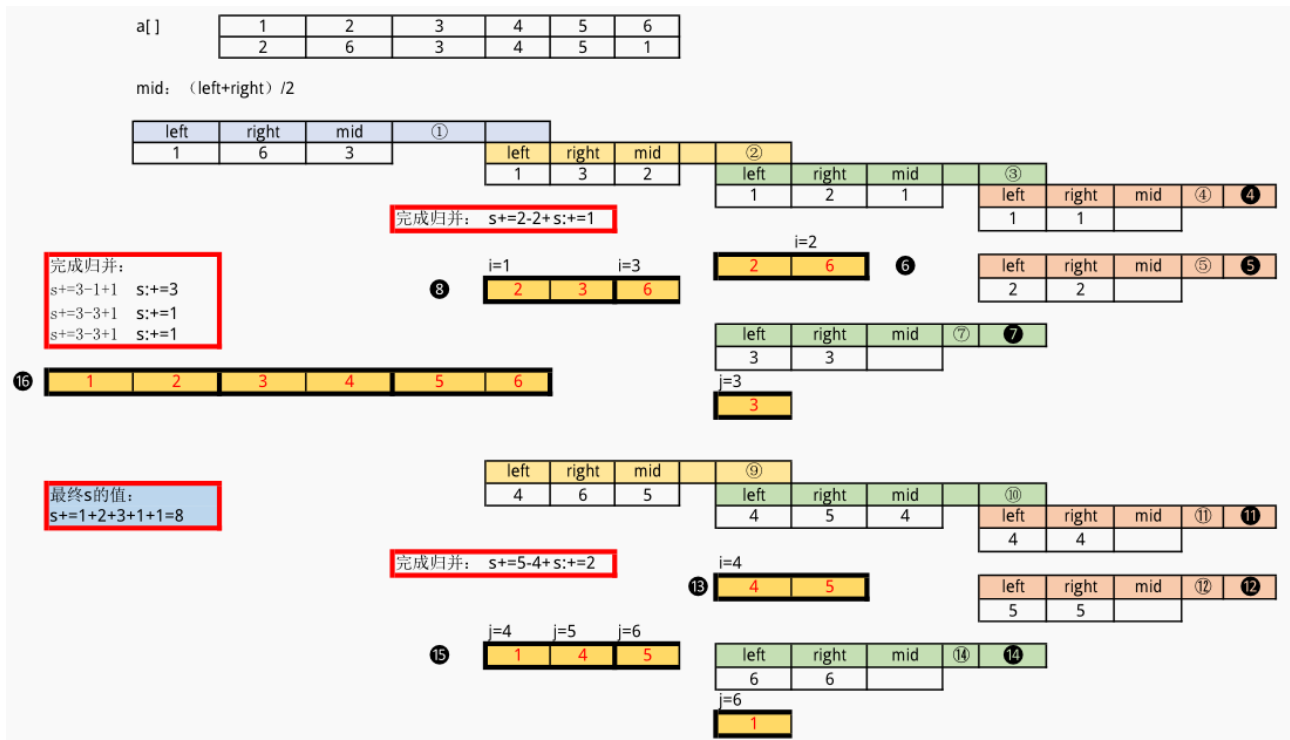 a[ ] 1 2 3 4 5 6
2 6 3 4 5 1
mid：（left+right）/2
left right mid ①
1 6 3
left right mid ②
1 3 2
left right mid ③
1 2 1
left right mid ④ ❹
1 1
完成归并： s+=2-2+ s:+=1
i=2
2 6 ❻
left right mid ⑤ ❺
2 2
完成归并：
s+=3-1+1 s:+=3
s+=3-3+1 s:+=1
s+=3-3+1 s:+=1
i=1 i=3
❽ 2 3 6
left right mid ⑦ ❼
3 3
j=3
3
⓰ 1 2 3 4 5 6
left right mid ⑨
4 6 5
最终s的值：
s+=1+2+3+1+1=8
left right mid ⑩
4 5 4
left right mid ⑪ ⓫
4 4
完成归并： s+=5-4+ s:+=2
i=4
⓭ 4 5
left right mid ⑫ ⓬
5 5
j=4 j=5 j=6
⓯ 1 4 5
left right mid ⑭ ⓮
6 6
j=6
1